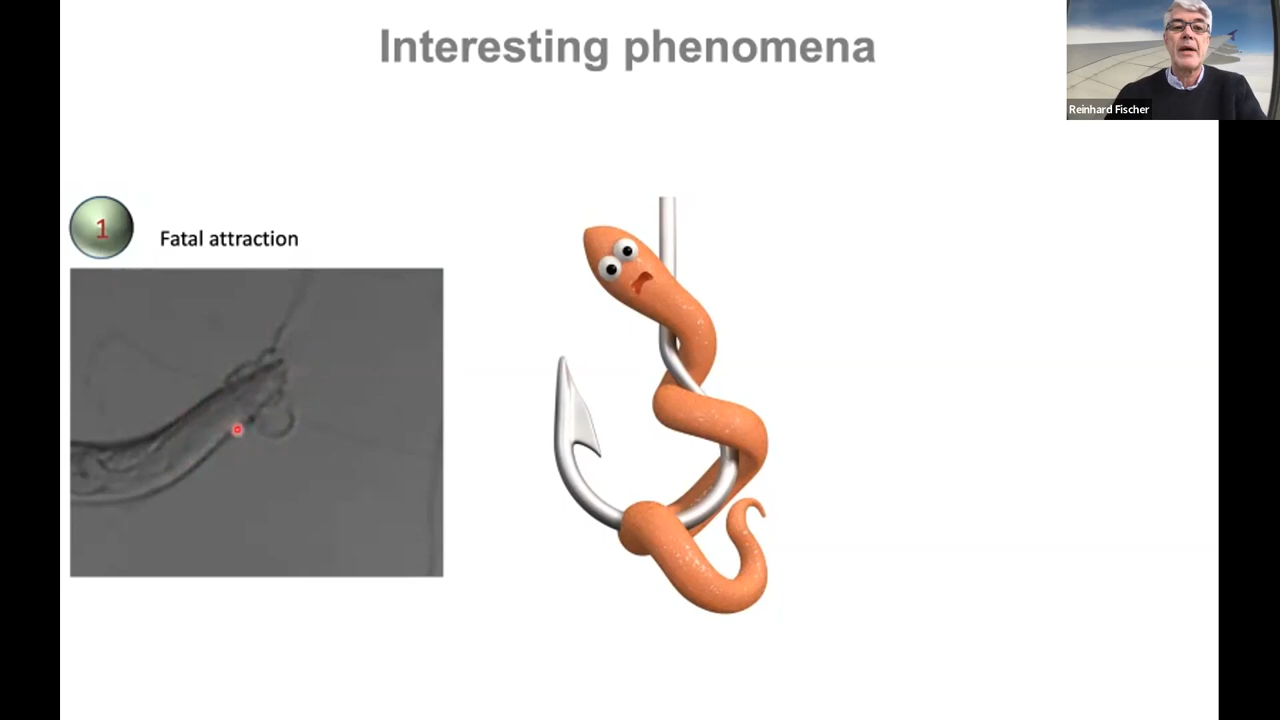 Interesting phenomena
Reinhard Fischer
1
Fatal attraction